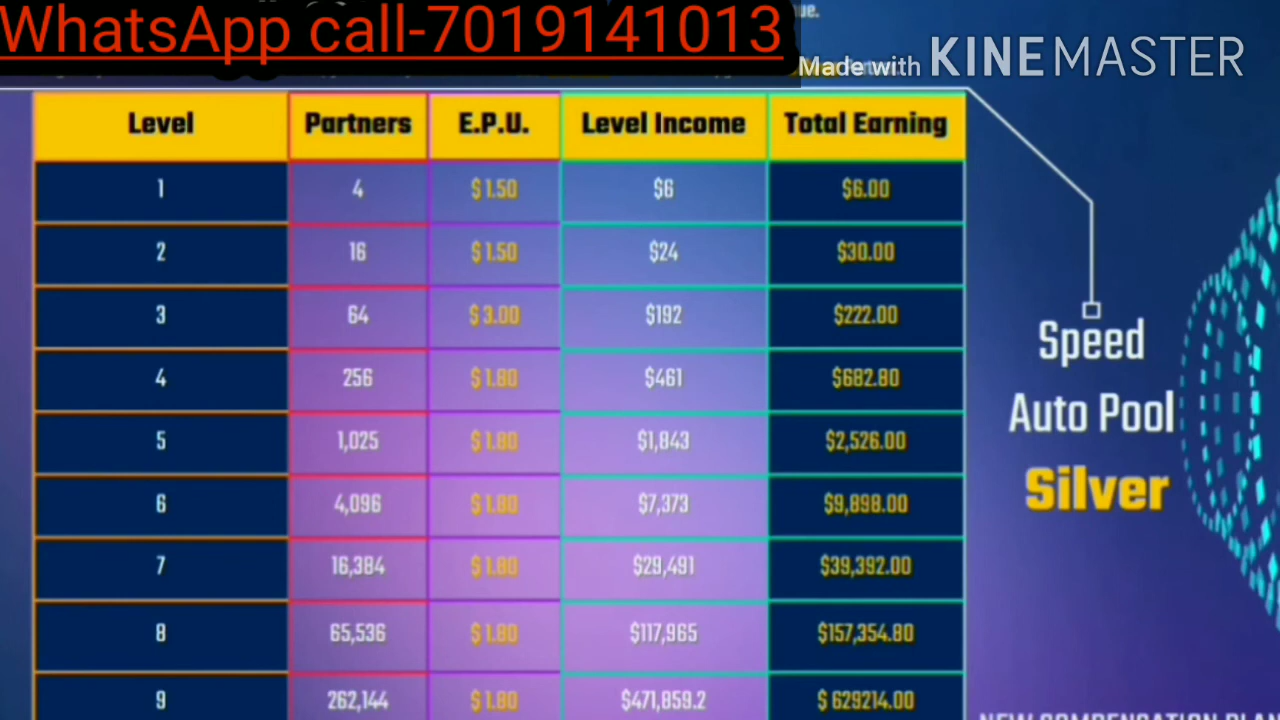 WhatsApp call-7019141013
ue.
Made with KINEMASTER
Level Partners E.P.U. Level Income Total Earning
1 4 $ 1.50 $6 $6.00
2 16 $ 1.50 $24 $30.00
3 64 $ 3.00 $192 $222.00
4 256 $ 1.80 $461 $682.80
5 1,025 $ 1.80 $1,843 $2,526.00
6 4,096 $ 1.80 $7,373 $9,898.00
7 16,384 $ 1.80 $29,491 $39,392.00
8 65,536 $ 1.80 $117,965 $157,354.80
9 262,144 $ 1.80 $471,859.2 $ 629214.00
Speed
Auto Pool
Silver
NEW COMPENSATION PLAN